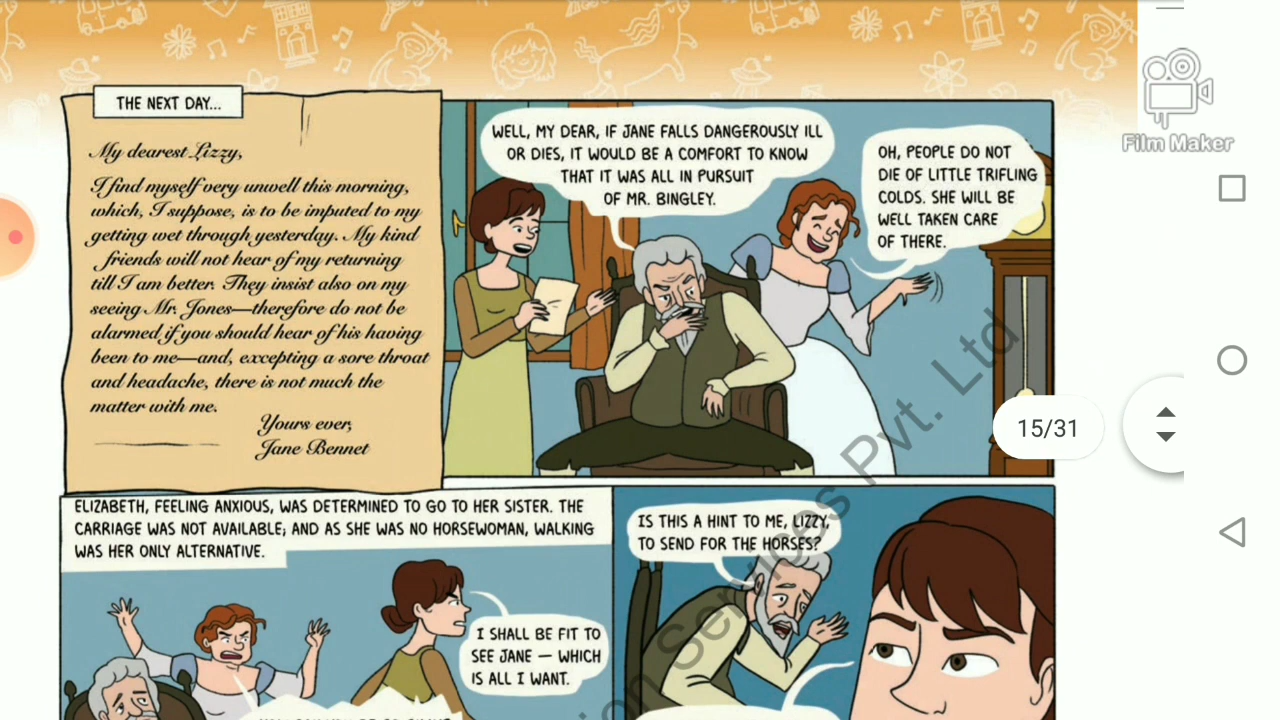 THE NEXT DAY...
My dearest Lizzy,
I find myself very unwell this morning,
which, I suppose, is to be imputed to my
getting wet through yesterday. My kind
friends will not hear of my returning
till I am better. They insist also on my
seeing Mr. Jones—therefore do not be
alarmed if you should hear of his having
been to me—and, excepting a sore throat
and headache, there is not much the
matter with me.
Yours ever,
Jane Bennet
WELL, MY DEAR, IF JANE FALLS DANGEROUSLY ILL
OR DIES, IT WOULD BE A COMFORT TO KNOW
THAT IT WAS ALL IN PURSUIT
OF MR. BINGLEY.
OH, PEOPLE DO NOT
DIE OF LITTLE TRIFLING
COLDS. SHE WILL BE
WELL TAKEN CARE
OF THERE.
Film Maker
15/31
ELIZABETH, FEELING ANXIOUS, WAS DETERMINED TO GO TO HER SISTER. THE
CARRIAGE WAS NOT AVAILABLE; AND AS SHE WAS NO HORSEWOMAN, WALKING
WAS HER ONLY ALTERNATIVE.
I SHALL BE FIT TO
SEE JANE — WHICH
IS ALL I WANT.
IS THIS A HINT TO ME, LIZZY,
TO SEND FOR THE HORSES?
Services Pvt. Ltd